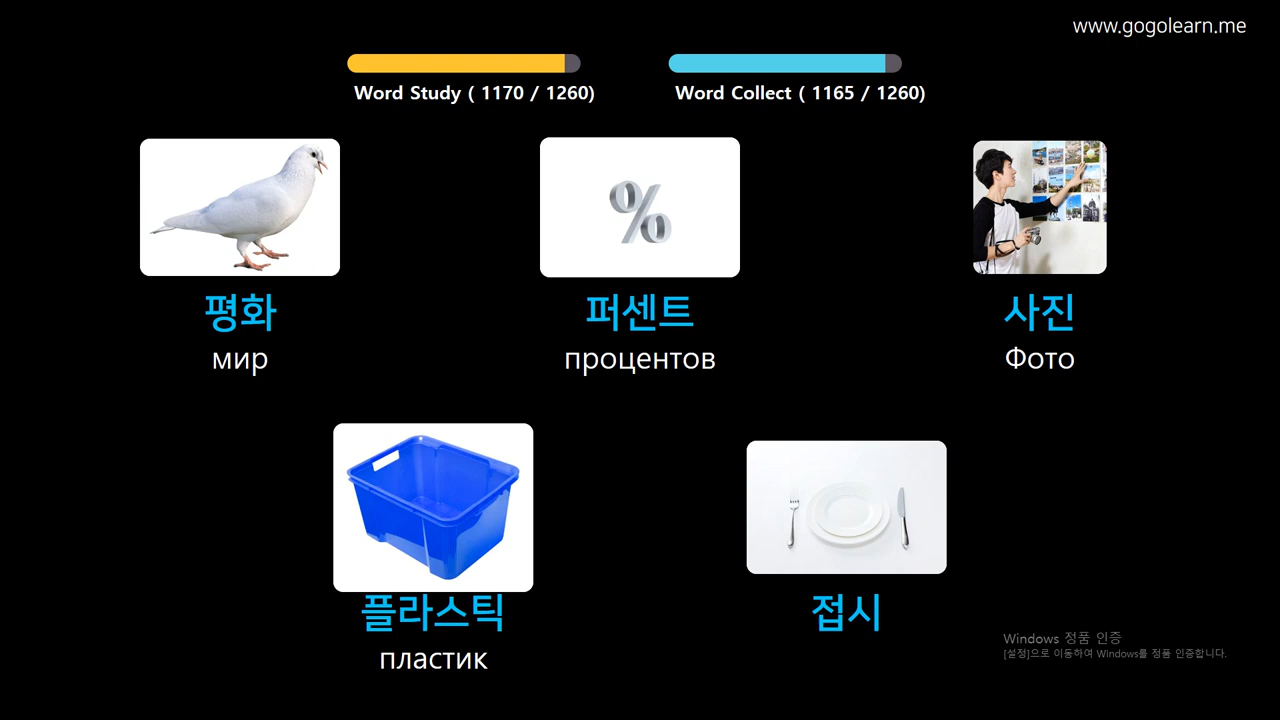 www.gogolearn.me
Word Study ( 1170 / 1260)
Word Collect ( 1165 / 1260)
%
평화
퍼센트
사진
мир
процентов
Фото
플라스틱
접시
пластик
Windows 정품 인증
[설정]으로 이동하여 Windows를 정품 인증합니다.